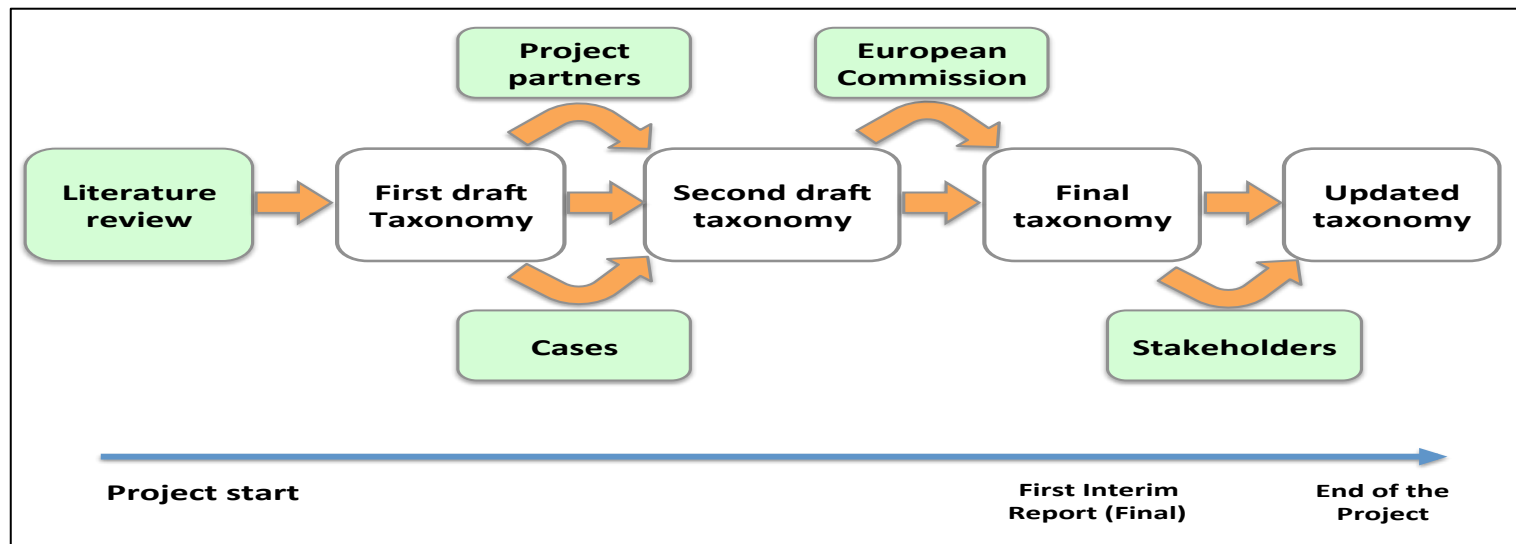 Project
partners
European
Commission
Literature
review
First draft
Taxonomy
Second draft
taxonomy
Final
taxonomy
Updated
taxonomy
Cases
Stakeholders
Project start
First Interim
Report (Final)
End of the
Project